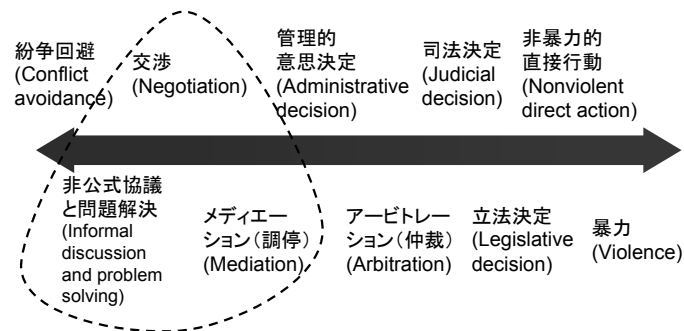 紛争回避
(Conflict
avoidance)
交渉
(Negotiation)
管理的
意思決定
(Administrative
decision)
司法決定
(Judicial
decision)
非暴力的
直接行動
(Nonviolent
direct action)
非公式協議
と問題解決
(Informal
discussion
and problem
solving)
メディエー
ション(調停)
(Mediation)
アービトレー
ション(仲裁)
(Arbitration)
立法決定
(Legislative
decision)
暴力
(Violence)